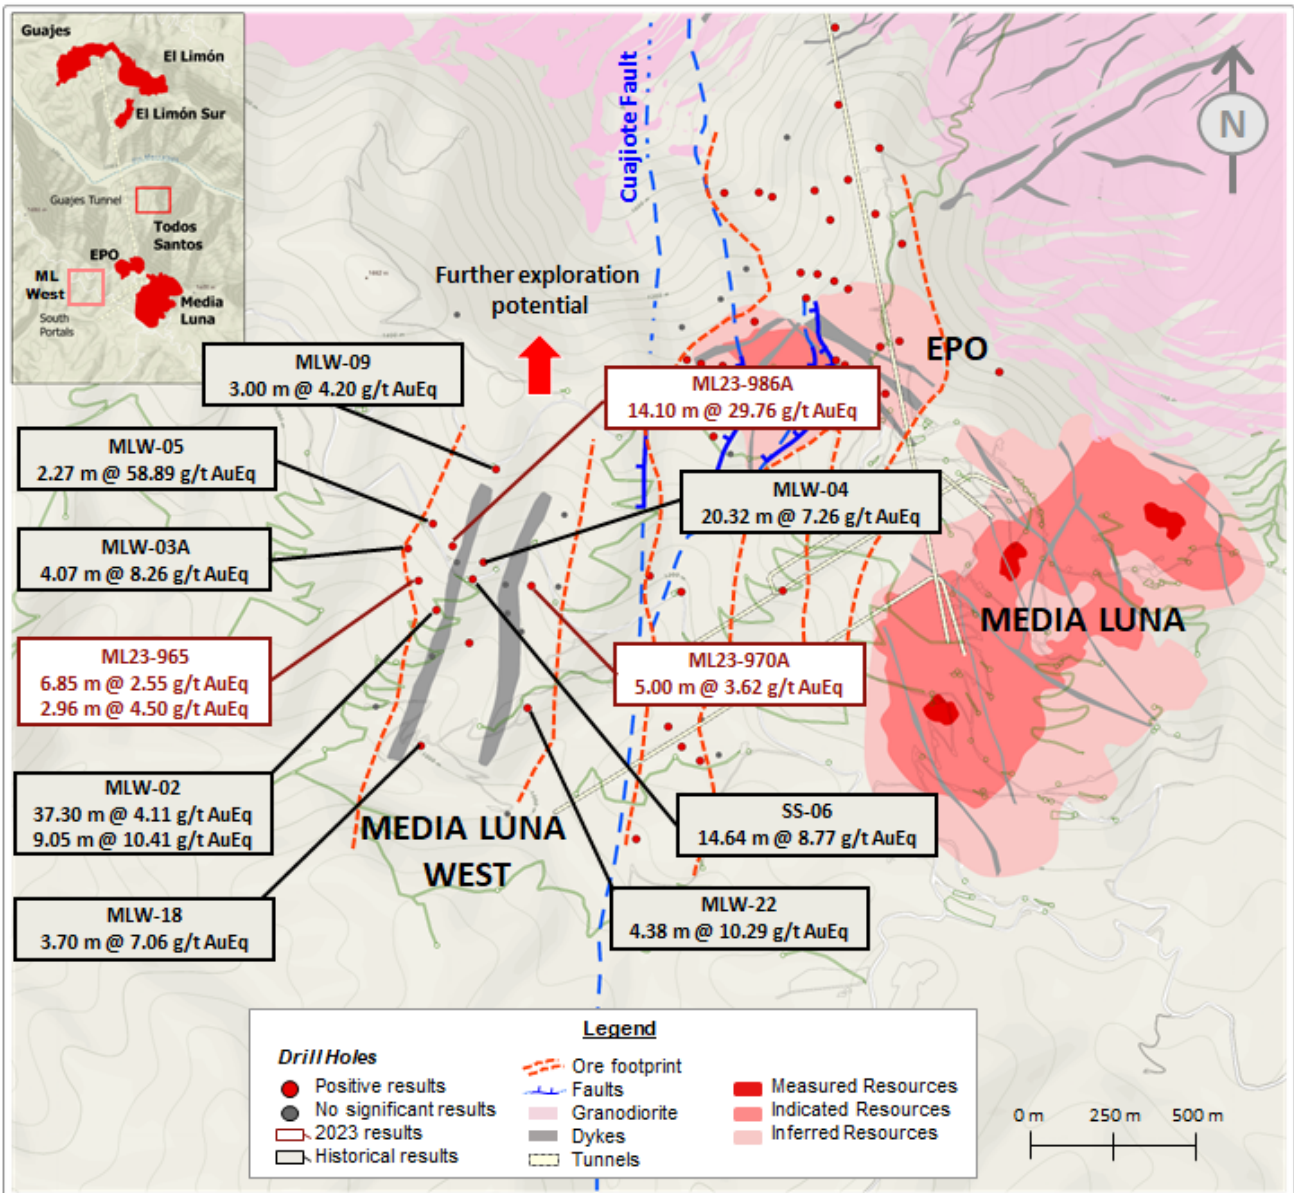 Guajes
El Limón
El Limón Sur
Guajes Tunnel
Todos
Santos
EPO
ML
West
Media
Luna
South
Portals
Cuajiote Fault
N
Further exploration
potential
EPO
MLW-09
3.00 m @ 4.20 g/t AuEq
ML23-986A
14.10 m @ 29.76 g/t AuEq
MLW-05
2.27 m @ 58.89 g/t AuEq
MLW-04
20.32 m @ 7.26 g/t AuEq
MLW-03A
4.07 m @ 8.26 g/t AuEq
MEDIA LUNA
ML23-965
6.85 m @ 2.55 g/t AuEq
2.96 m @ 4.50 g/t AuEq
ML23-970A
5.00 m @ 3.62 g/t AuEq
MLW-02
37.30 m @ 4.11 g/t AuEq
9.05 m @ 10.41 g/t AuEq
SS-06
14.64 m @ 8.77 g/t AuEq
MEDIA LUNA
WEST
MLW-18
3.70 m @ 7.06 g/t AuEq
MLW-22
4.38 m @ 10.29 g/t AuEq
Legend
Drill Holes
Positive results
No significant results
2023 results
Historical results
Ore footprint
Faults
Granodiorite
Dykes
Tunnels
Measured Resources
Indicated Resources
Inferred Resources
0 m 250 m 500 m